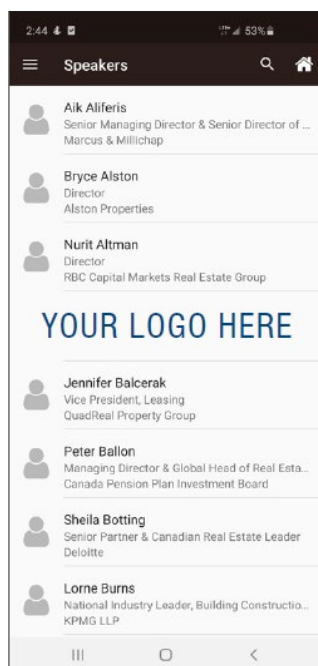 2:44
53%
Speakers
Aik Aliferis
Senior Managing Director & Senior Director of ...
Marcus & Millichap
Bryce Alston
Director
Alston Properties
Nurit Altman
Director
RBC Capital Markets Real Estate Group
YOUR LOGO HERE
Jennifer Balcerak
Vice President, Leasing
QuadReal Property Group
Peter Ballon
Managing Director & Global Head of Real Esta...
Canada Pension Plan Investment Board
Sheila Botting
Senior Partner & Canadian Real Estate Leader
Deloitte
Lorne Burns
National Industry Leader, Building Constructio...
KPMG LLP